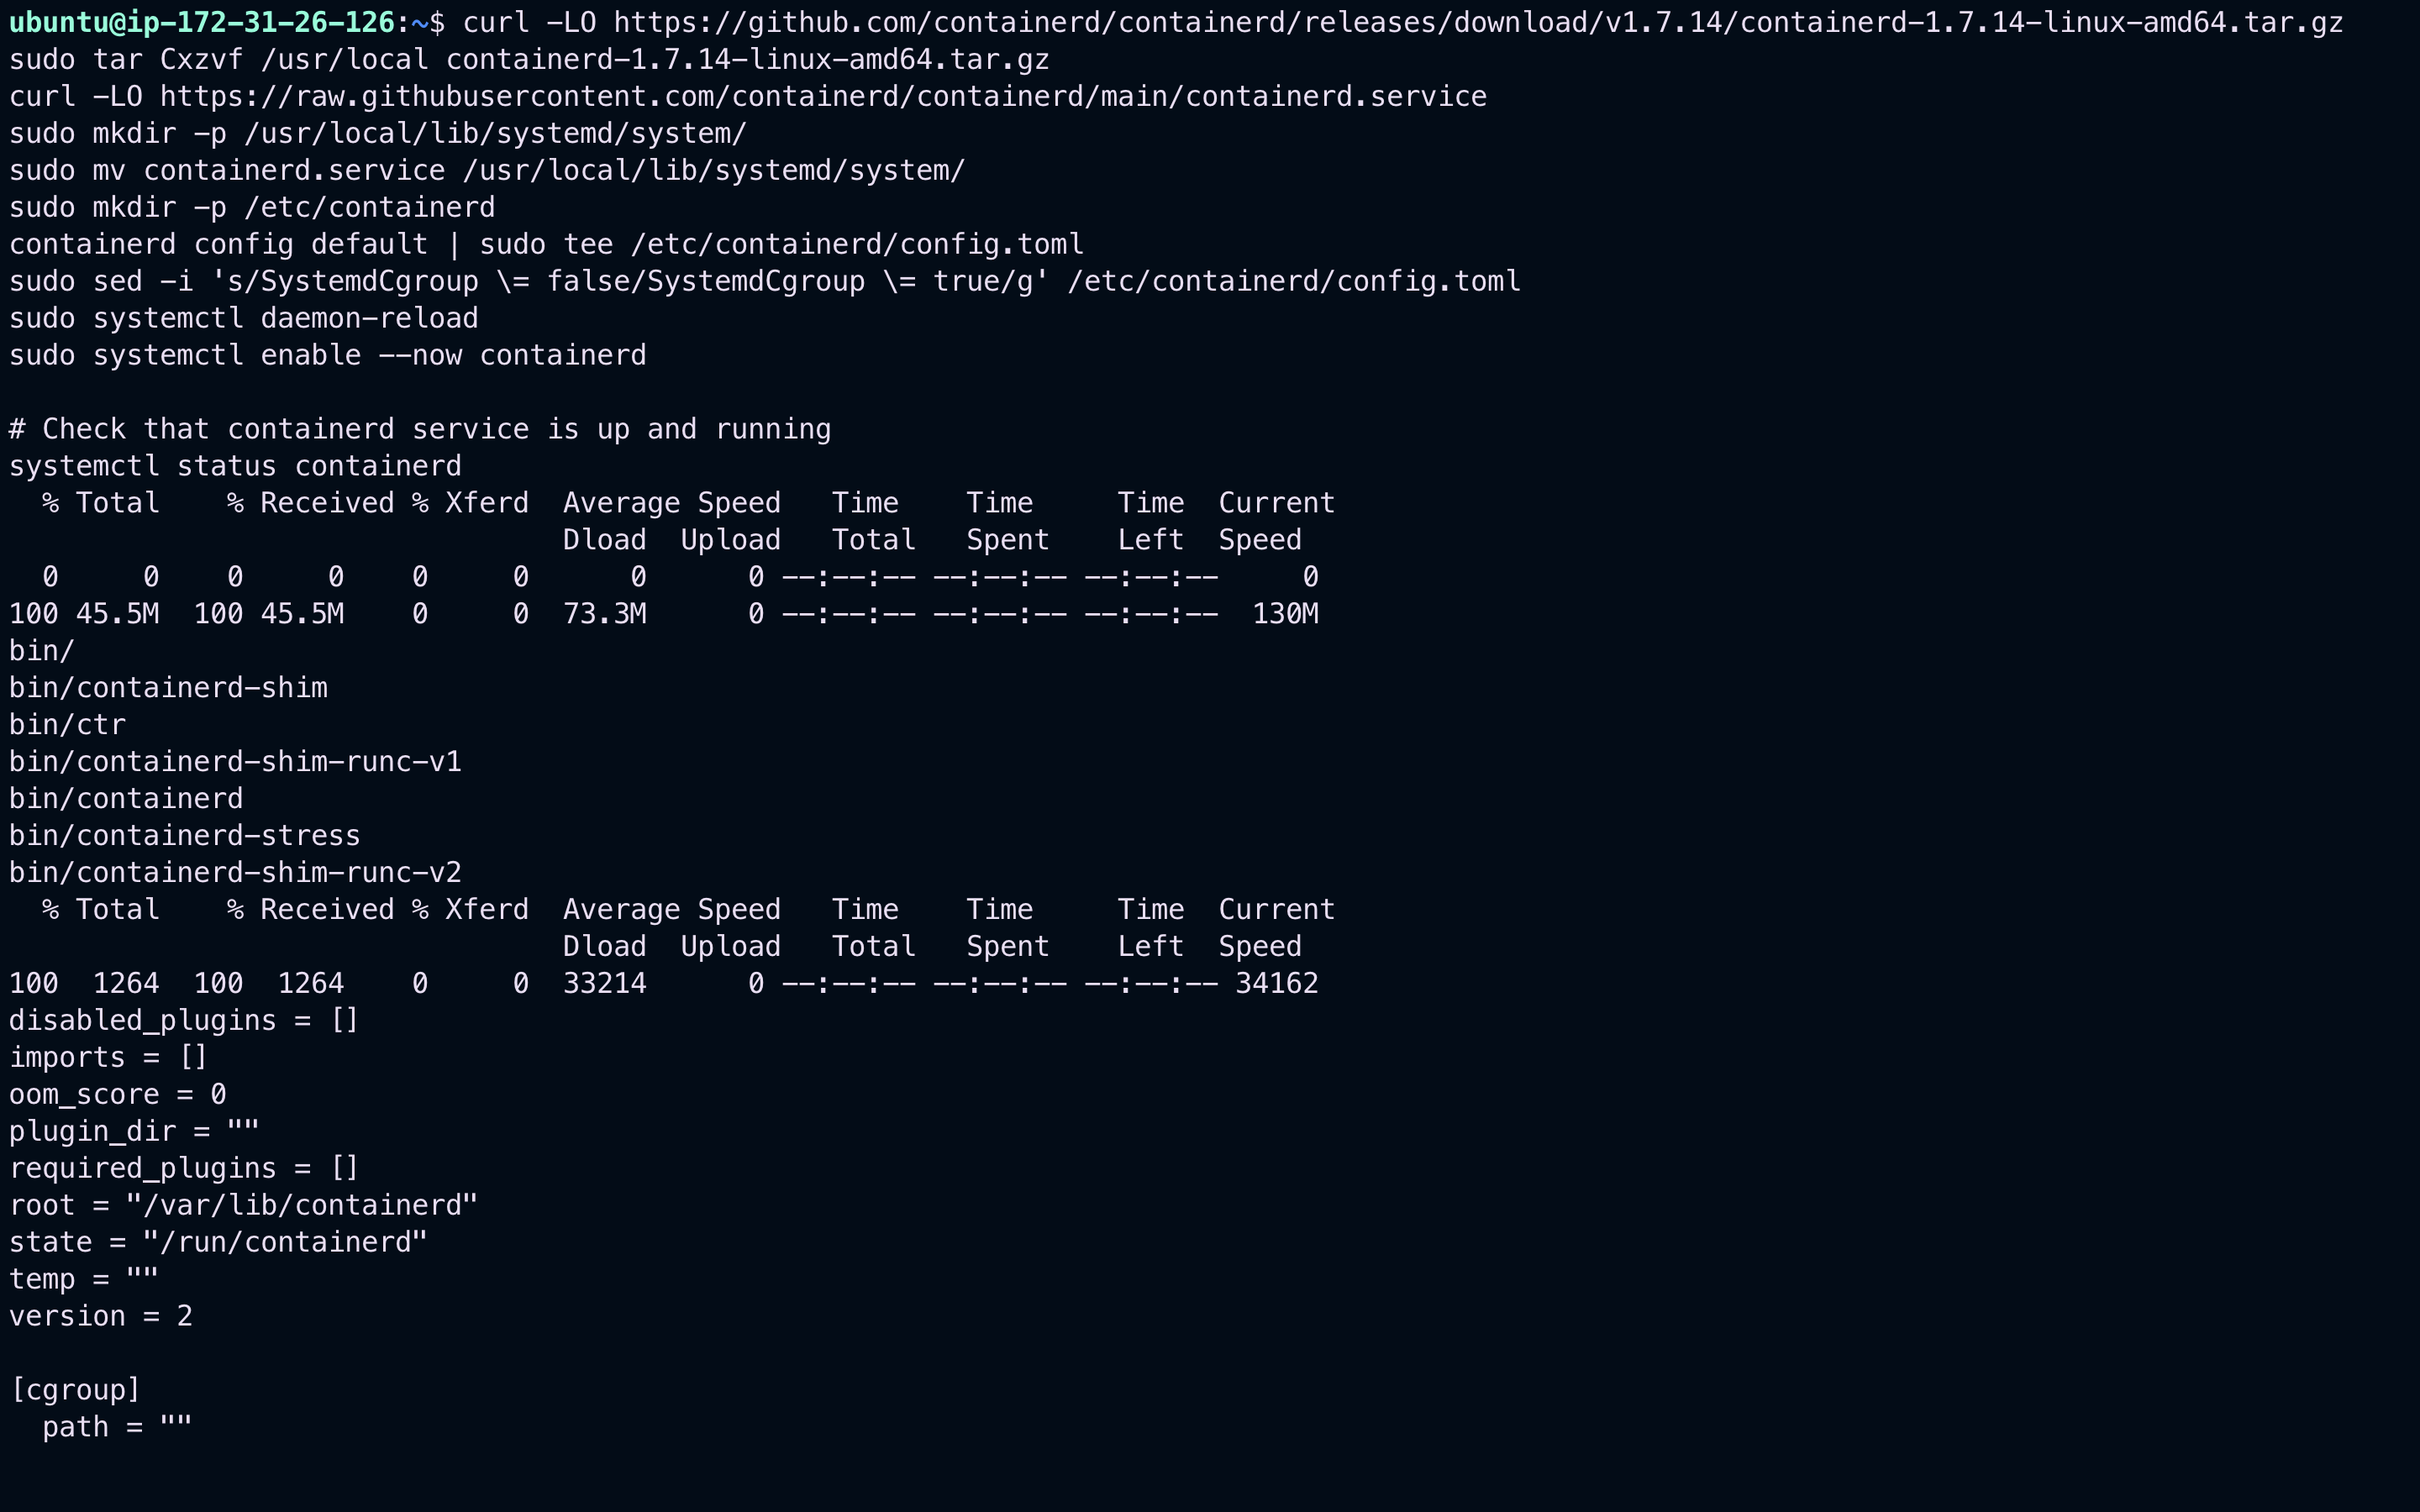 ubuntu@ip-172-31-26-126:~$ curl -LO https://github.com/containerd/containerd/releases/download/v1.7.14/containerd-1.7.14-linux-amd64.tar.gz
sudo tar Cxzvf /usr/local containerd-1.7.14-linux-amd64.tar.gz
curl -LO https://raw.githubusercontent.com/containerd/containerd/main/containerd.service
sudo mkdir -p /usr/local/lib/systemd/system/
sudo mv containerd.service /usr/local/lib/systemd/system/
sudo mkdir -p /etc/containerd
containerd config default | sudo tee /etc/containerd/config.toml
sudo sed -i 's/SystemdCgroup \= false/SystemdCgroup \= true/g' /etc/containerd/config.toml
sudo systemctl daemon-reload
sudo systemctl enable --now containerd

# Check that containerd service is up and running
systemctl status containerd
  % Total    % Received % Xferd  Average Speed   Time    Time     Time  Current
                                 Dload  Upload   Total   Spent    Left  Speed
  0     0    0     0    0     0      0      0 --:--:-- --:--:-- --:--:--     0
100 45.5M  100 45.5M    0     0  73.3M      0 --:--:-- --:--:-- --:--:--  130M
bin/
bin/containerd-shim
bin/ctr
bin/containerd-shim-runc-v1
bin/containerd
bin/containerd-stress
bin/containerd-shim-runc-v2
  % Total    % Received % Xferd  Average Speed   Time    Time     Time  Current
                                 Dload  Upload   Total   Spent    Left  Speed
100  1264  100  1264    0     0  33214      0 --:--:-- --:--:-- --:--:-- 34162
disabled_plugins = []
imports = []
oom_score = 0
plugin_dir = ""
required_plugins = []
root = "/var/lib/containerd"
state = "/run/containerd"
temp = ""
version = 2

[cgroup]
  path = ""